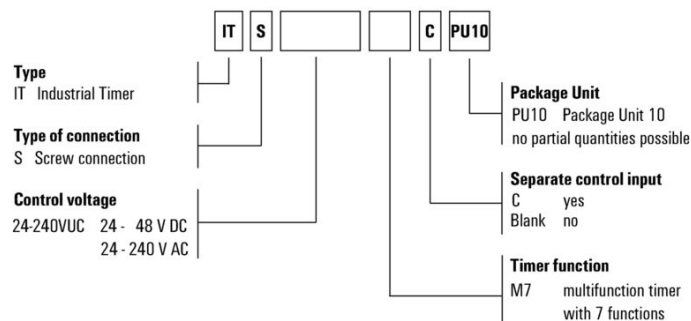 IT S C PU10
Type
IT Industrial Timer
Type of connection
S Screw connection
Control voltage
24-240VUC 24 - 48 V DC
24 - 240 V AC
Package Unit
PU10 Package Unit 10
no partial quantities possible
Separate control input
C yes
Blank no
Timer function
M7 multifunction timer
with 7 functions